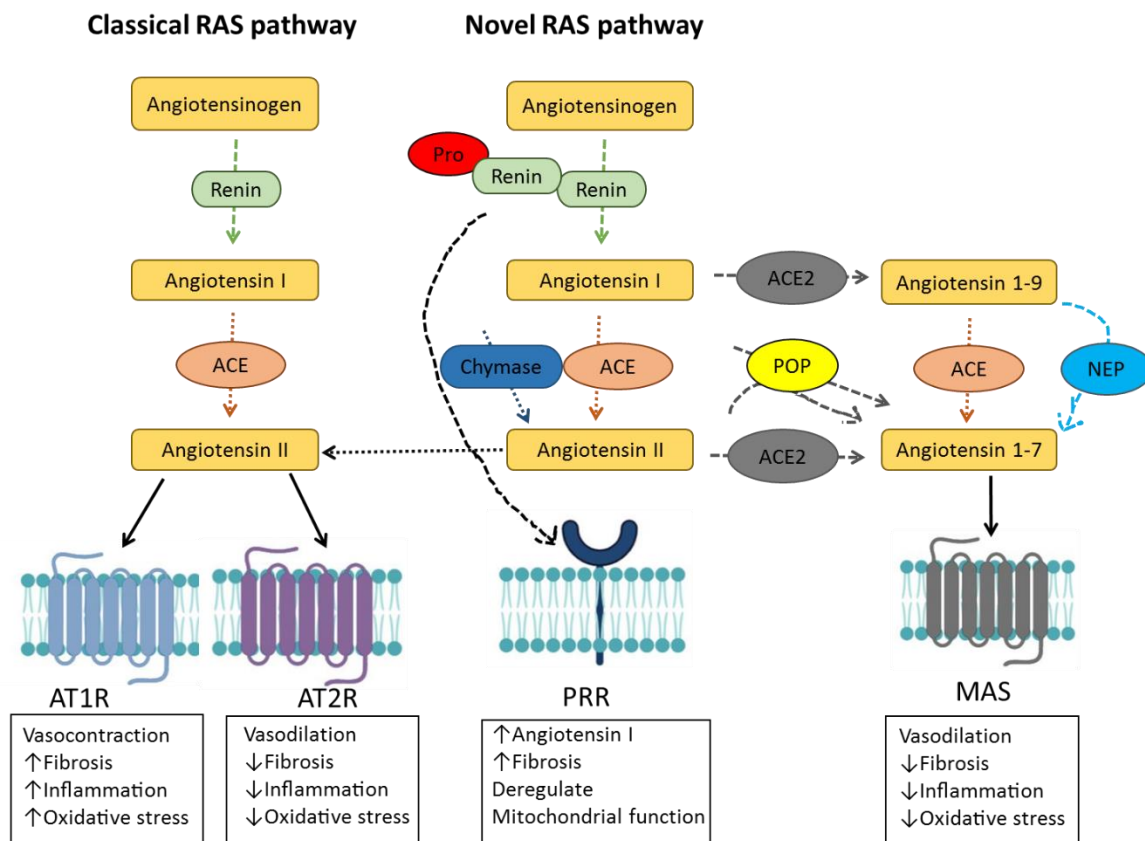 Classical RAS pathway
Novel RAS pathway
Angiotensinogen
Angiotensinogen
Pro
Renin
Renin
Renin
Angiotensin I
Angiotensin I
ACE2
Angiotensin 1-9
ACE
Chymase
ACE
POP
ACE
NEP
Angiotensin II
Angiotensin II
ACE2
Angiotensin 1-7
AT1R
AT2R
PRR
MAS
Vasocontraction
↑Fibrosis
↑Inflammation
↑Oxidative stress
Vasodilation
↓Fibrosis
↓Inflammation
↓Oxidative stress
↑Angiotensin I
↑Fibrosis
Deregulate
Mitochondrial function
Vasodilation
↓Fibrosis
↓Inflammation
↓Oxidative stress